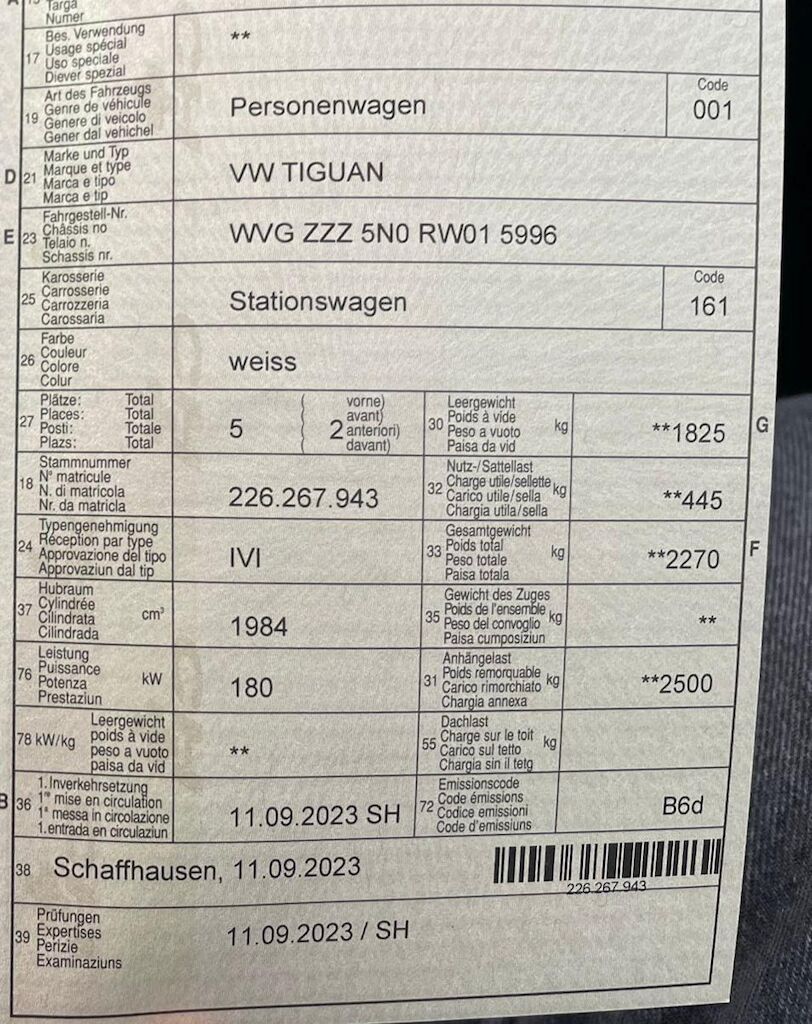 Targa
Numer
17
Bes. Verwendung
Usage spécial
Uso speciale
Diever spezial
**
19
Art des Fahrzeugs
Genre de véhicule
Genere di veicolo
Gener dal vehichel
Personenwagen
Code
001
D
21
Marke und Typ
Marque et type
Marca e tipo
Marca e tip
VW TIGUAN
E
23
Fahrgestell-Nr.
Châssis no
Telaio n.
Schassis nr.
WVG ZZZ 5N0 RW01 5996
25
Karosserie
Carrosserie
Carrozzeria
Carossaria
Stationswagen
Code
161
26
Farbe
Couleur
Colore
Colur
weiss
27
Plätze: Total
Places: Total
Posti: Totale
Plazs: Total
5
( vorne)
avant)
2 anteriori)
( davant)
30
Leergewicht
Poids à vide
Peso a vuoto
Paisa da vid
kg
**1825
G
18
Stammnummer
N° matricule
N. di matricola
Nr. da matricla
226.267.943
32
Nutz-/Sattellast
Charge utile/sellette
Carico utile/sella
Chargia utila/sella
kg
**445
24
Typengenehmigung
Réception par type
Approvazione del tipo
Approvaziun dal tip
IVI
33
Gesamtgewicht
Poids total
Peso totale
Paisa totala
kg
**2270
F
37
Hubraum
Cylindrée
Cilindrata
Cilindrada
cm³
1984
35
Gewicht des Zuges
Poids de l'ensemble
Peso del convoglio
Paisa cumposiziun
kg
**
76
Leistung
Puissance
Potenza
Prestaziun
kW
180
31
Anhängelast
Poids remorquable
Carico rimorchiato
Chargia annexa
kg
**2500
78 kW/kg
Leergewicht
poids à vide
peso a vuoto
paisa da vid
**
55
Dachlast
Charge sur le toit
Carico sul tetto
Chargia sin il tetg
kg
B
36
1.Inverkehrsetzung
1re mise en circulation
1a messa in circolazione
1.entrada en circulaziun
11.09.2023 SH
72
Emissionscode
Code émissions
Codice emissioni
Code d'emissiuns
B6d
38
Schaffhausen, 11.09.2023
226.267.943
39
Prüfungen
Expertises
Perizie
Examinaziuns
11.09.2023 / SH